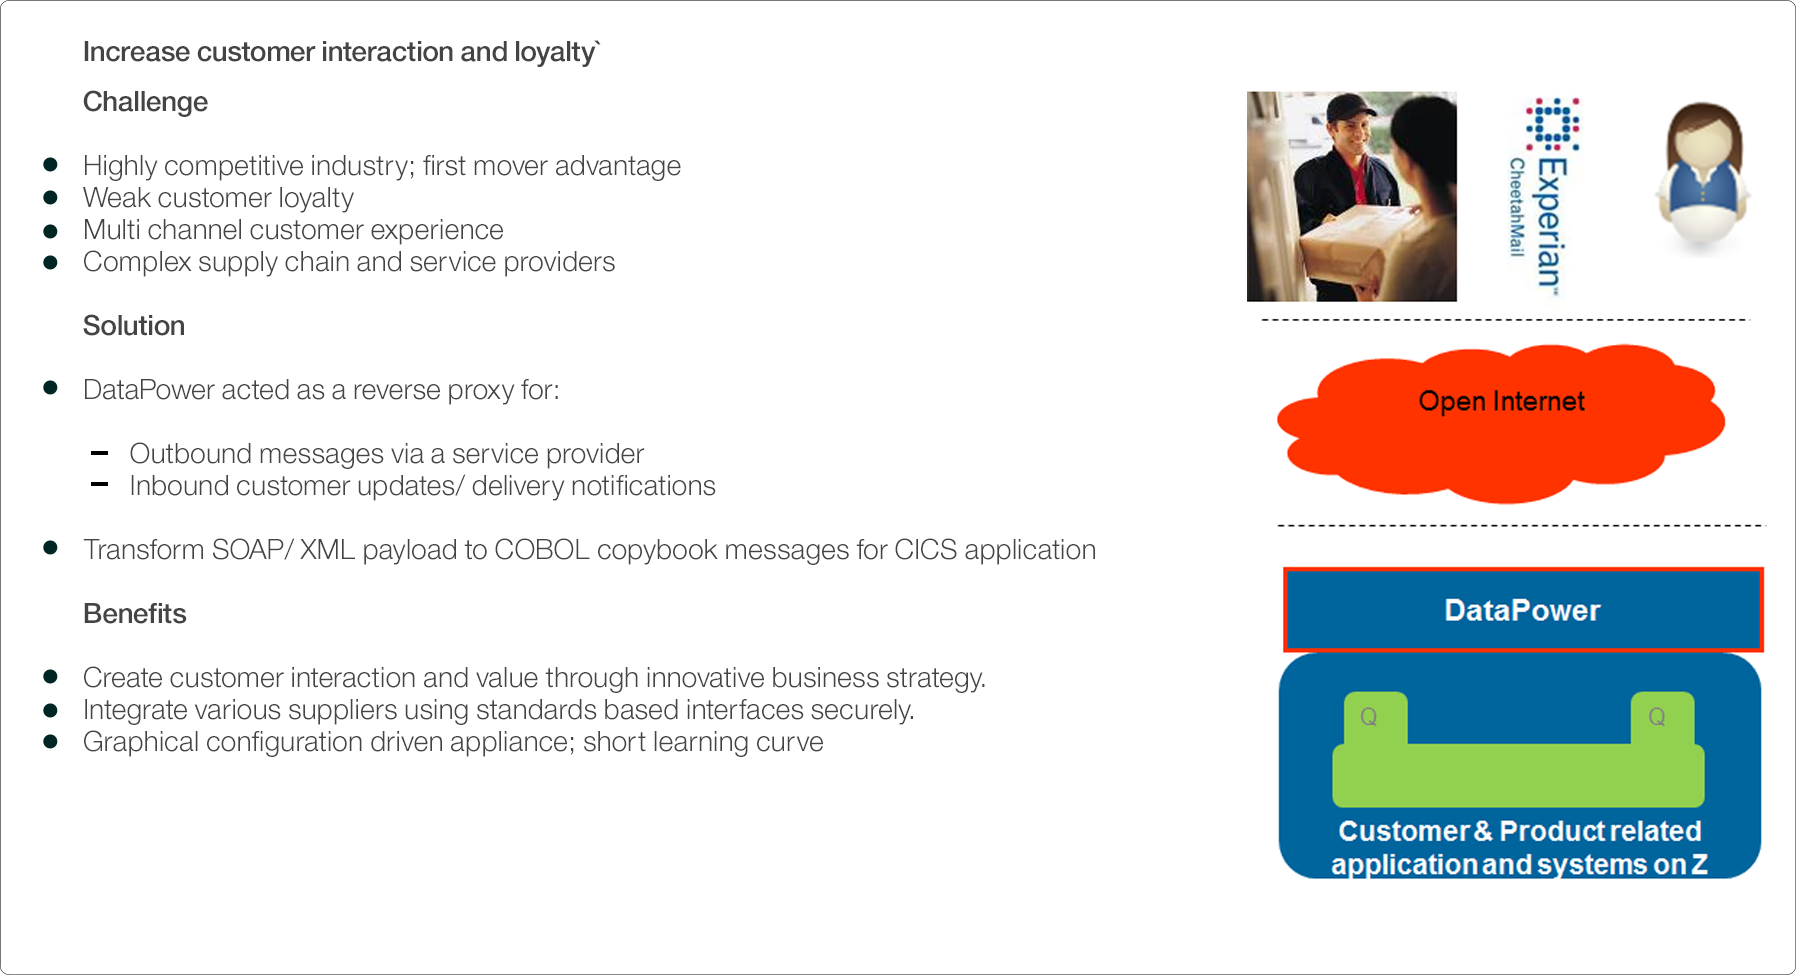 Increase customer interaction and loyalty`
Challenge
Highly competitive industry; first mover advantage
Weak customer loyalty
Multi channel customer experience
Complex supply chain and service providers
Solution
DataPower acted as a reverse proxy for:
Outbound messages via a service provider
Inbound customer updates/ delivery notifications
Transform SOAP/ XML payload to COBOL copybook messages for CICS application
Benefits
Create customer interaction and value through innovative business strategy.
Integrate various suppliers using standards based interfaces securely.
Graphical configuration driven appliance; short learning curve
Experian™
CheetahMail
Open Internet
DataPower
Q
Q
Customer & Product related
application and systems on Z